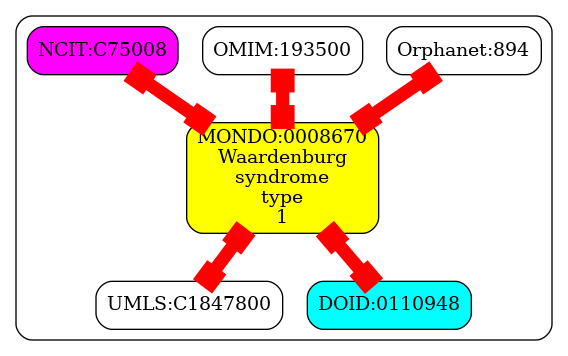 NCIT:C75008
OMIM:193500
Orphanet:894
MONDO:0008670
Waardenburg
syndrome
type
1
UMLS:C1847800
DOID:0110948